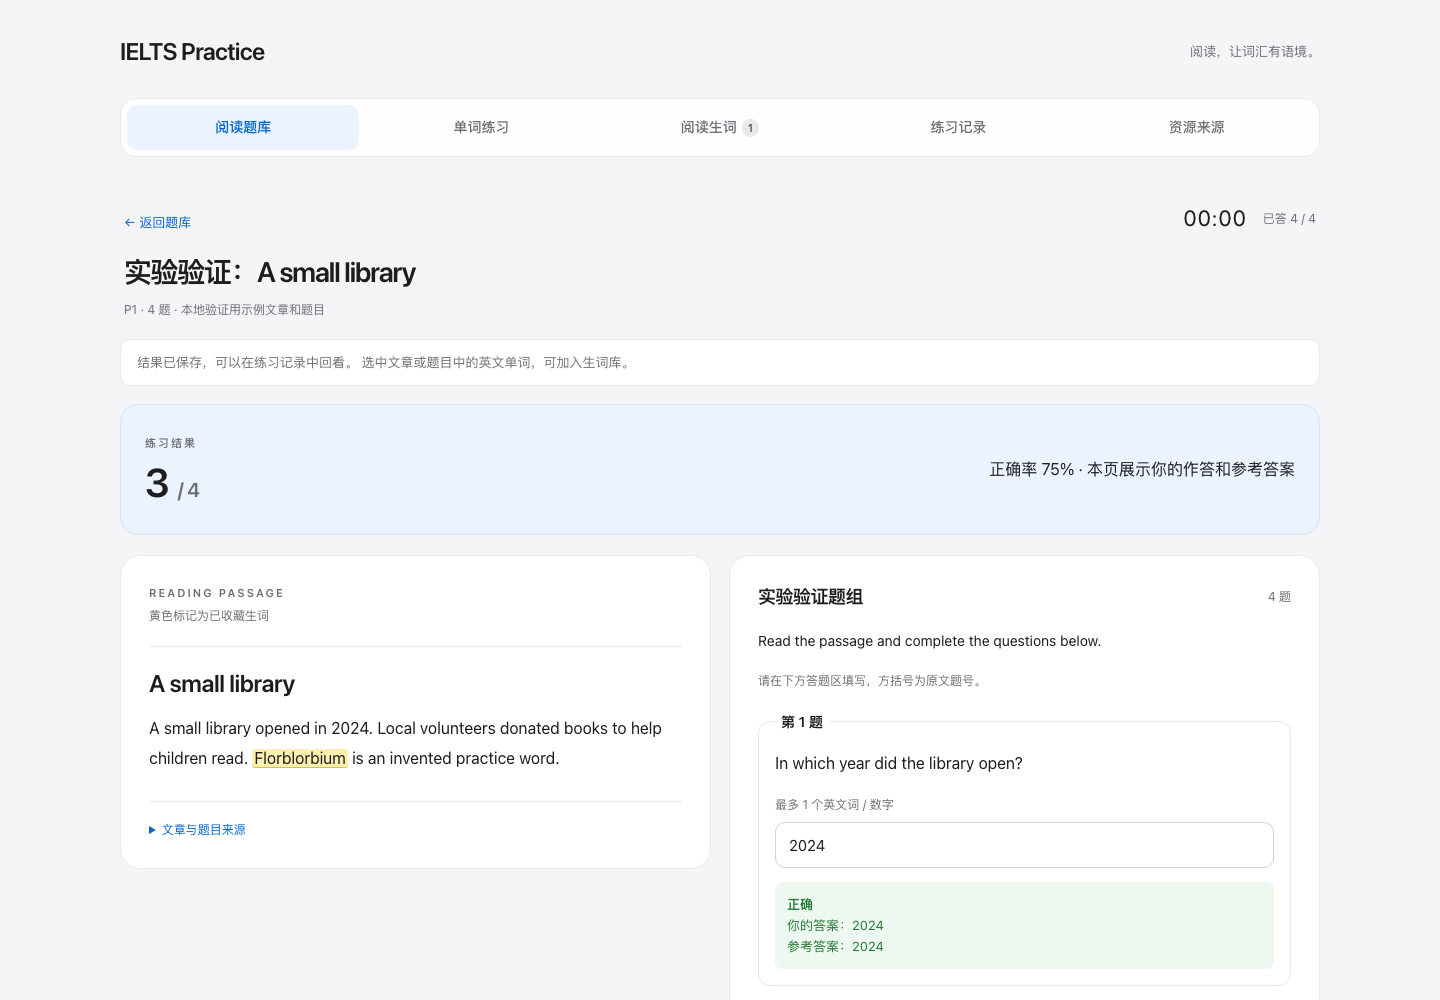 IELTS Practice
阅读，让词汇有语境。
阅读题库
单词练习
阅读生词 1
练习记录
资源来源
← 返回题库
00:00 已答 4 / 4
实验验证：A small library
P1 · 4 题 · 本地验证用示例文章和题目
结果已保存，可以在练习记录中回看。 选中文章或题目中的英文单词，可加入生词库。
练习结果
3 / 4
正确率 75% · 本页展示你的作答和参考答案
READING PASSAGE
黄色标记为已收藏生词
A small library
A small library opened in 2024. Local volunteers donated books to help
children read. Florblorbium is an invented practice word.
▶ 文章与题目来源
实验验证题组
4 题
Read the passage and complete the questions below.
请在下方答题区填写，方括号为原文题号。
第 1 题
In which year did the library open?
最多 1 个英文词 / 数字
2024
正确
你的答案：2024
参考答案：2024